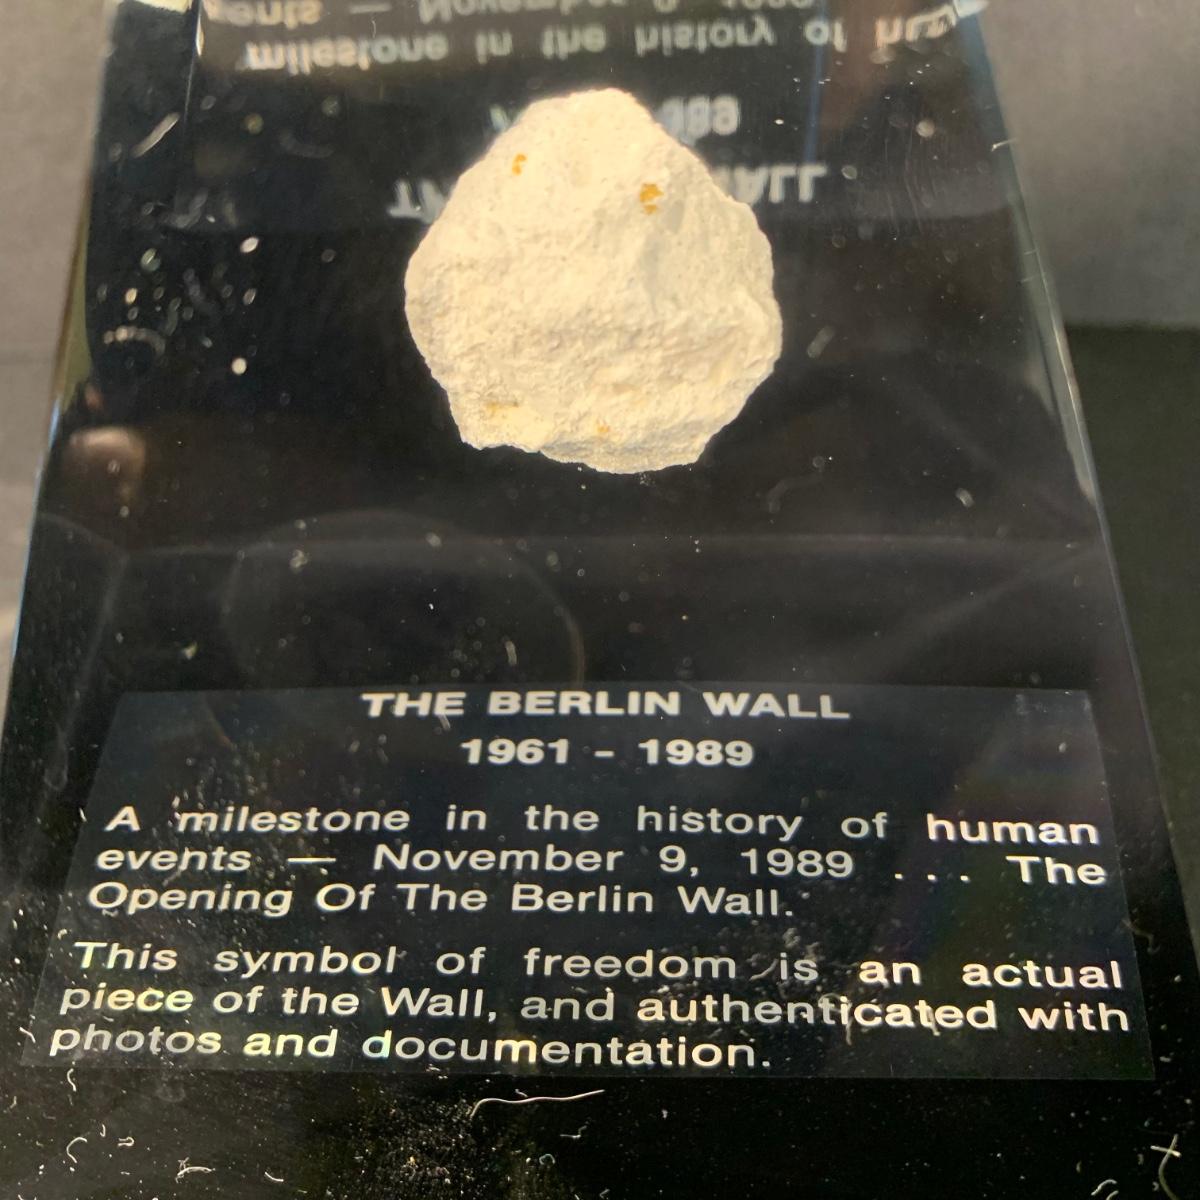 THE BERLIN WALL
1961 - 1989
A milestone in the history of human
events — November 9, 1989 ... The
Opening Of The Berlin Wall.
This symbol of freedom is an actual
piece of the Wall, and authenticated with
photos and documentation.